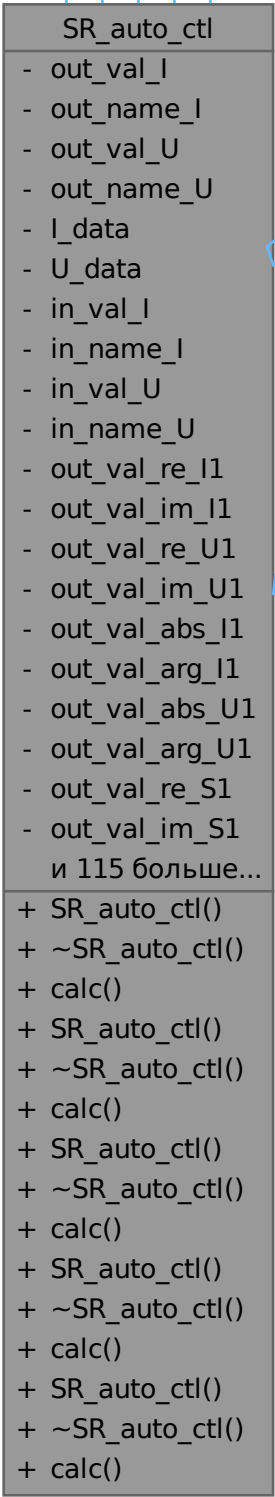 SR_auto_ctl
- out_val_I
- out_name_I
- out_val_U
- out_name_U
- I_data
- U_data
- in_val_I
- in_name_I
- in_val_U
- in_name_U
- out_val_re_I1
- out_val_im_I1
- out_val_re_U1
- out_val_im_U1
- out_val_abs_I1
- out_val_arg_I1
- out_val_abs_U1
- out_val_arg_U1
- out_val_re_S1
- out_val_im_S1
и 115 больше...
+ SR_auto_ctl()
+ ~SR_auto_ctl()
+ calc()
+ SR_auto_ctl()
+ ~SR_auto_ctl()
+ calc()
+ SR_auto_ctl()
+ ~SR_auto_ctl()
+ calc()
+ SR_auto_ctl()
+ ~SR_auto_ctl()
+ calc()
+ SR_auto_ctl()
+ ~SR_auto_ctl()
+ calc()